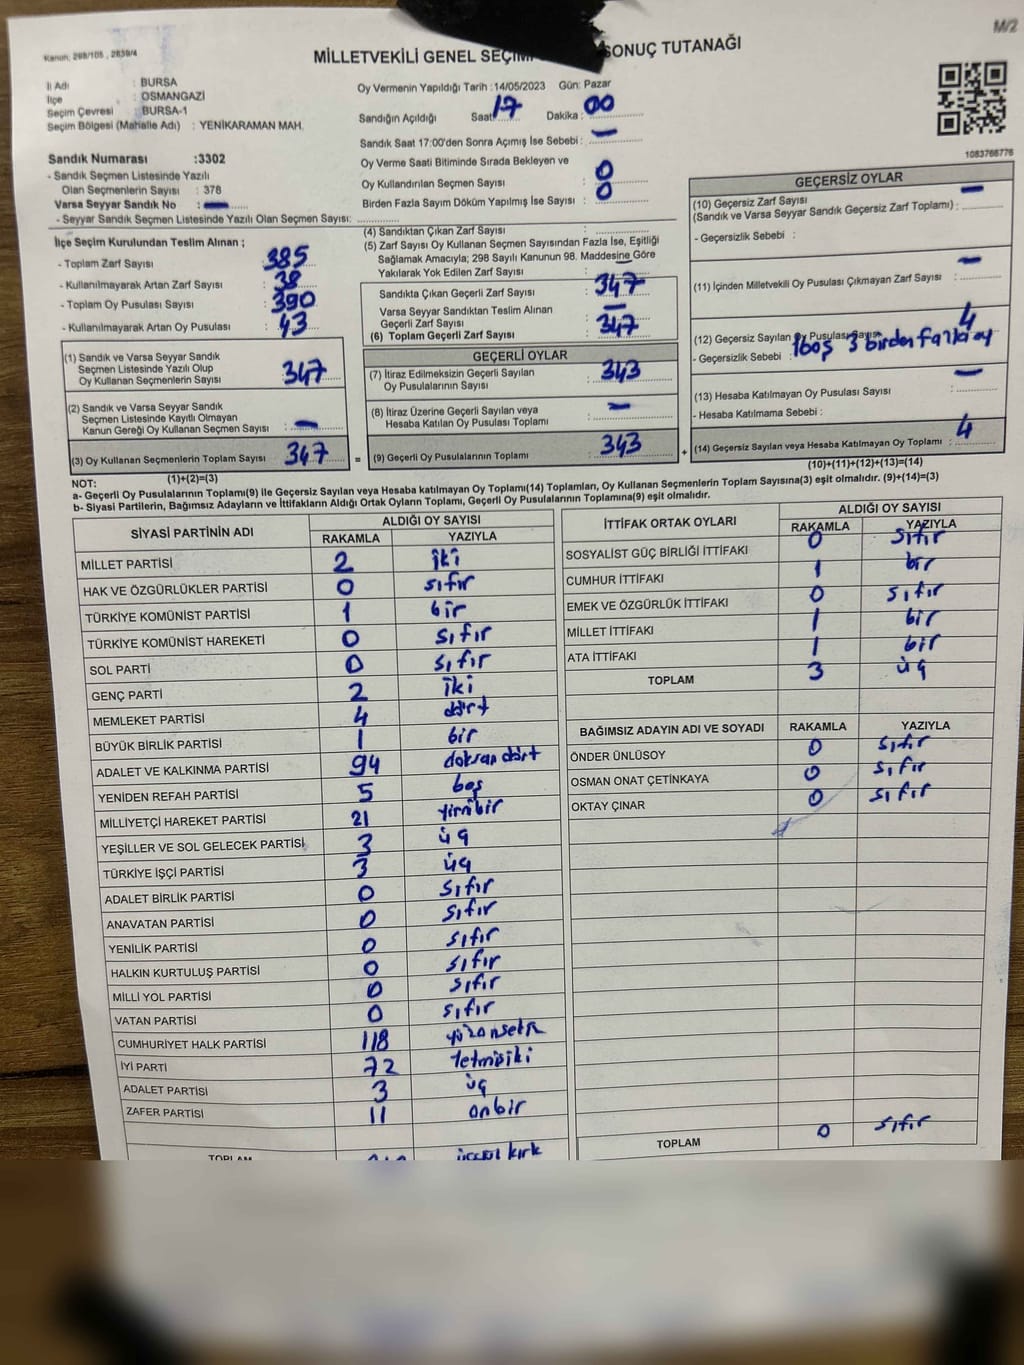 M/2
Kanun: 298/105 , 2839/4
MİLLETVEKİLİ GENEL SONUÇ TUTANAĞI
İl Adı : BURSA
İlçe : OSMANGAZİ
Seçim Çevresi : BURSA-1
Seçim Bölgesi (Mahalle Adı) : YENİKARAMAN MAH.
Oy Vermenin Yapıldığı Tarih :14/05/2023 Gün: Pazar
Sandığın Açıldığı Saat 17 Dakika : 00
Sandık Saat 17:00'den Sonra Açımış İse Sebebi : —
Oy Verme Saati Bitiminde Sırada Bekleyen ve
Oy Kullandırılan Seçmen Sayısı : 0
Birden Fazla Sayım Döküm Yapılmış İse Sayısı : 0
1083766776
Sandık Numarası :3302
- Sandık Seçmen Listesinde Yazılı
Olan Seçmenlerin Sayısı : 378
Varsa Seyyar Sandık No : —
- Seyyar Sandık Seçmen Listesinde Yazılı Olan Seçmen Sayısı:
İlçe Seçim Kurulundan Teslim Alınan ;
- Toplam Zarf Sayısı : 385
- Kullanılmayarak Artan Zarf Sayısı : 38
- Toplam Oy Pusulası Sayısı : 390
- Kullanılmayarak Artan Oy Pusulası : 43
(1) Sandık ve Varsa Seyyar Sandık
Seçmen Listesinde Yazılı Olup
Oy Kullanan Seçmenlerin Sayısı : 347
(2) Sandık ve Varsa Seyyar Sandık
Seçmen Listesinde Kayıtlı Olmayan
Kanun Gereği Oy Kullanan Seçmen Sayısı : —
(3) Oy Kullanan Seçmenlerin Toplam Sayısı : 347
(1)+(2)=(3)
(4) Sandıktan Çıkan Zarf Sayısı :
(5) Zarf Sayısı Oy Kullanan Seçmen Sayısından Fazla İse, Eşitliği
Sağlamak Amacıyla; 298 Sayılı Kanunun 98. Maddesine Göre
Yakılarak Yok Edilen Zarf Sayısı : —
Sandıkta Çıkan Geçerli Zarf Sayısı : 347
Varsa Seyyar Sandıktan Teslim Alınan
Geçerli Zarf Sayısı : —
(6) Toplam Geçerli Zarf Sayısı : 347
GEÇERLİ OYLAR
(7) İtiraz Edilmeksizin Geçerli Sayılan
Oy Pusulalarının Sayısı : 343
(8) İtiraz Üzerine Geçerli Sayılan veya
Hesaba Katılan Oy Pusulası Toplamı : —
= (9) Geçerli Oy Pusulalarının Toplamı : 343 +
GEÇERSİZ OYLAR
(10) Geçersiz Zarf Sayısı
(Sandık ve Varsa Seyyar Sandık Geçersiz Zarf Toplamı) : —
- Geçersizlik Sebebi :
(11) İçinden Milletvekili Oy Pusulası Çıkmayan Zarf Sayısı : —
(12) Geçersiz Sayılan Oy Pusulası Sayısı : 4
- Geçersizlik Sebebi : 1 boş 3 birden fazla oy
(13) Hesaba Katılmayan Oy Pusulası Sayısı : —
- Hesaba Katılmama Sebebi :
(14) Geçersiz Sayılan veya Hesaba Katılmayan Oy Toplamı : 4
(10)+(11)+(12)+(13)=(14)
NOT:
a- Geçerli Oy Pusulalarının Toplamı(9) ile Geçersiz Sayılan veya Hesaba katılmayan Oy Toplamı(14) Toplamları, Oy Kullanan Seçmenlerin Toplam Sayısına(3) eşit olmalıdır. (9)+(14)=(3)
b- Siyasi Partilerin, Bağımsız Adayların ve İttifakların Aldığı Ortak Oyların Toplamı, Geçerli Oy Pusulalarının Toplamına(9) eşit olmalıdır.
SİYASİ PARTİNİN ADI ALDIĞI OY SAYISI
RAKAMLA YAZIYLA
MİLLET PARTİSİ 2 iki
HAK VE ÖZGÜRLÜKLER PARTİSİ 0 sıfır
TÜRKİYE KOMÜNİST PARTİSİ 1 bir
TÜRKİYE KOMÜNİST HAREKETİ 0 sıfır
SOL PARTİ 0 sıfır
GENÇ PARTİ 2 iki
MEMLEKET PARTİSİ 4 dört
BÜYÜK BİRLİK PARTİSİ 1 bir
ADALET VE KALKINMA PARTİSİ 94 doksan dört
YENİDEN REFAH PARTİSİ 5 beş
MİLLİYETÇİ HAREKET PARTİSİ 21 yirmibir
YEŞİLLER VE SOL GELECEK PARTİSİ 3 üç
TÜRKİYE İŞÇİ PARTİSİ 3 üç
ADALET BİRLİK PARTİSİ 0 sıfır
ANAVATAN PARTİSİ 0 sıfır
YENİLİK PARTİSİ 0 sıfır
HALKIN KURTULUŞ PARTİSİ 0 sıfır
MİLLİ YOL PARTİSİ 0 sıfır
VATAN PARTİSİ 0 sıfır
CUMHURİYET HALK PARTİSİ 118 yüzonsekiz
İYİ PARTİ 72 Yetmişiki
ADALET PARTİSİ 3 üç
ZAFER PARTİSİ 11 onbir
TOPLAM kırk
İTTİFAK ORTAK OYLARI ALDIĞI OY SAYISI
RAKAMLA YAZIYLA
SOSYALİST GÜÇ BİRLİĞİ İTTİFAKI 0 sıfır
CUMHUR İTTİFAKI 1 bir
EMEK VE ÖZGÜRLÜK İTTİFAKI 0 sıfır
MİLLET İTTİFAKI 1 bir
ATA İTTİFAKI 1 bir
TOPLAM 3 üç
BAĞIMSIZ ADAYIN ADI VE SOYADI RAKAMLA YAZIYLA
ÖNDER ÜNLÜSOY 0 sıfır
OSMAN ONAT ÇETİNKAYA 0 sıfır
OKTAY ÇINAR 0 sıfır
TOPLAM 0 sıfır